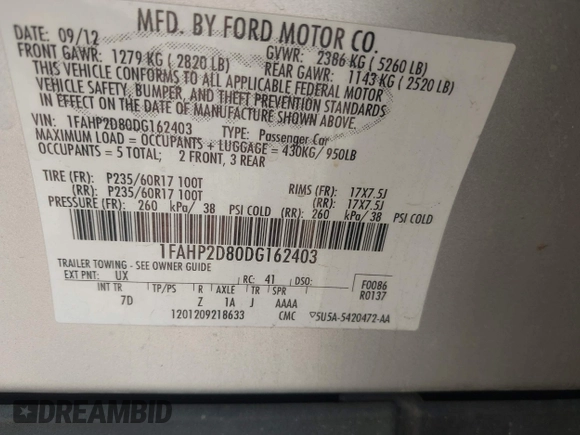 MFD. BY FORD MOTOR CO.
DATE: 09/12 GVWR: 2386 KG ( 5260 LB)
FRONT GAWR: 1279 KG ( 2820 LB) REAR GAWR: 1143 KG ( 2520 LB)
THIS VEHICLE CONFORMS TO ALL APPLICABLE FEDERAL MOTOR
VEHICLE SAFETY, BUMPER, AND THEFT PREVENTION STANDARDS
IN EFFECT ON THE DATE OF MANUFACTURE SHOWN ABOVE.
VIN: 1FAHP2D80DG162403 TYPE: Passenger Car
MAXIMUM LOAD = OCCUPANTS + LUGGAGE = 430KG/ 950LB
OCCUPANTS = 5 TOTAL; 2 FRONT, 3 REAR
TIRE (FR): P235/60R17 100T RIMS (FR): 17X7.5J
(RR): P235/60R17 100T (RR): 17X7.5J
PRESSURE (FR): 260 kPa/ 38 PSI COLD (RR): 260 kPa/ 38 PSI COLD
1FAHP2D80DG162403
TRAILER TOWING - SEE OWNER GUIDE
EXT PNT: UX RC: 41 DSO: F0086
R0137
INT TR TP/PS R AXLE TR SPR
7D Z 1A J AAAA
1201209218633 CMC ▽5U5A-5420472-AA
DREAMBID